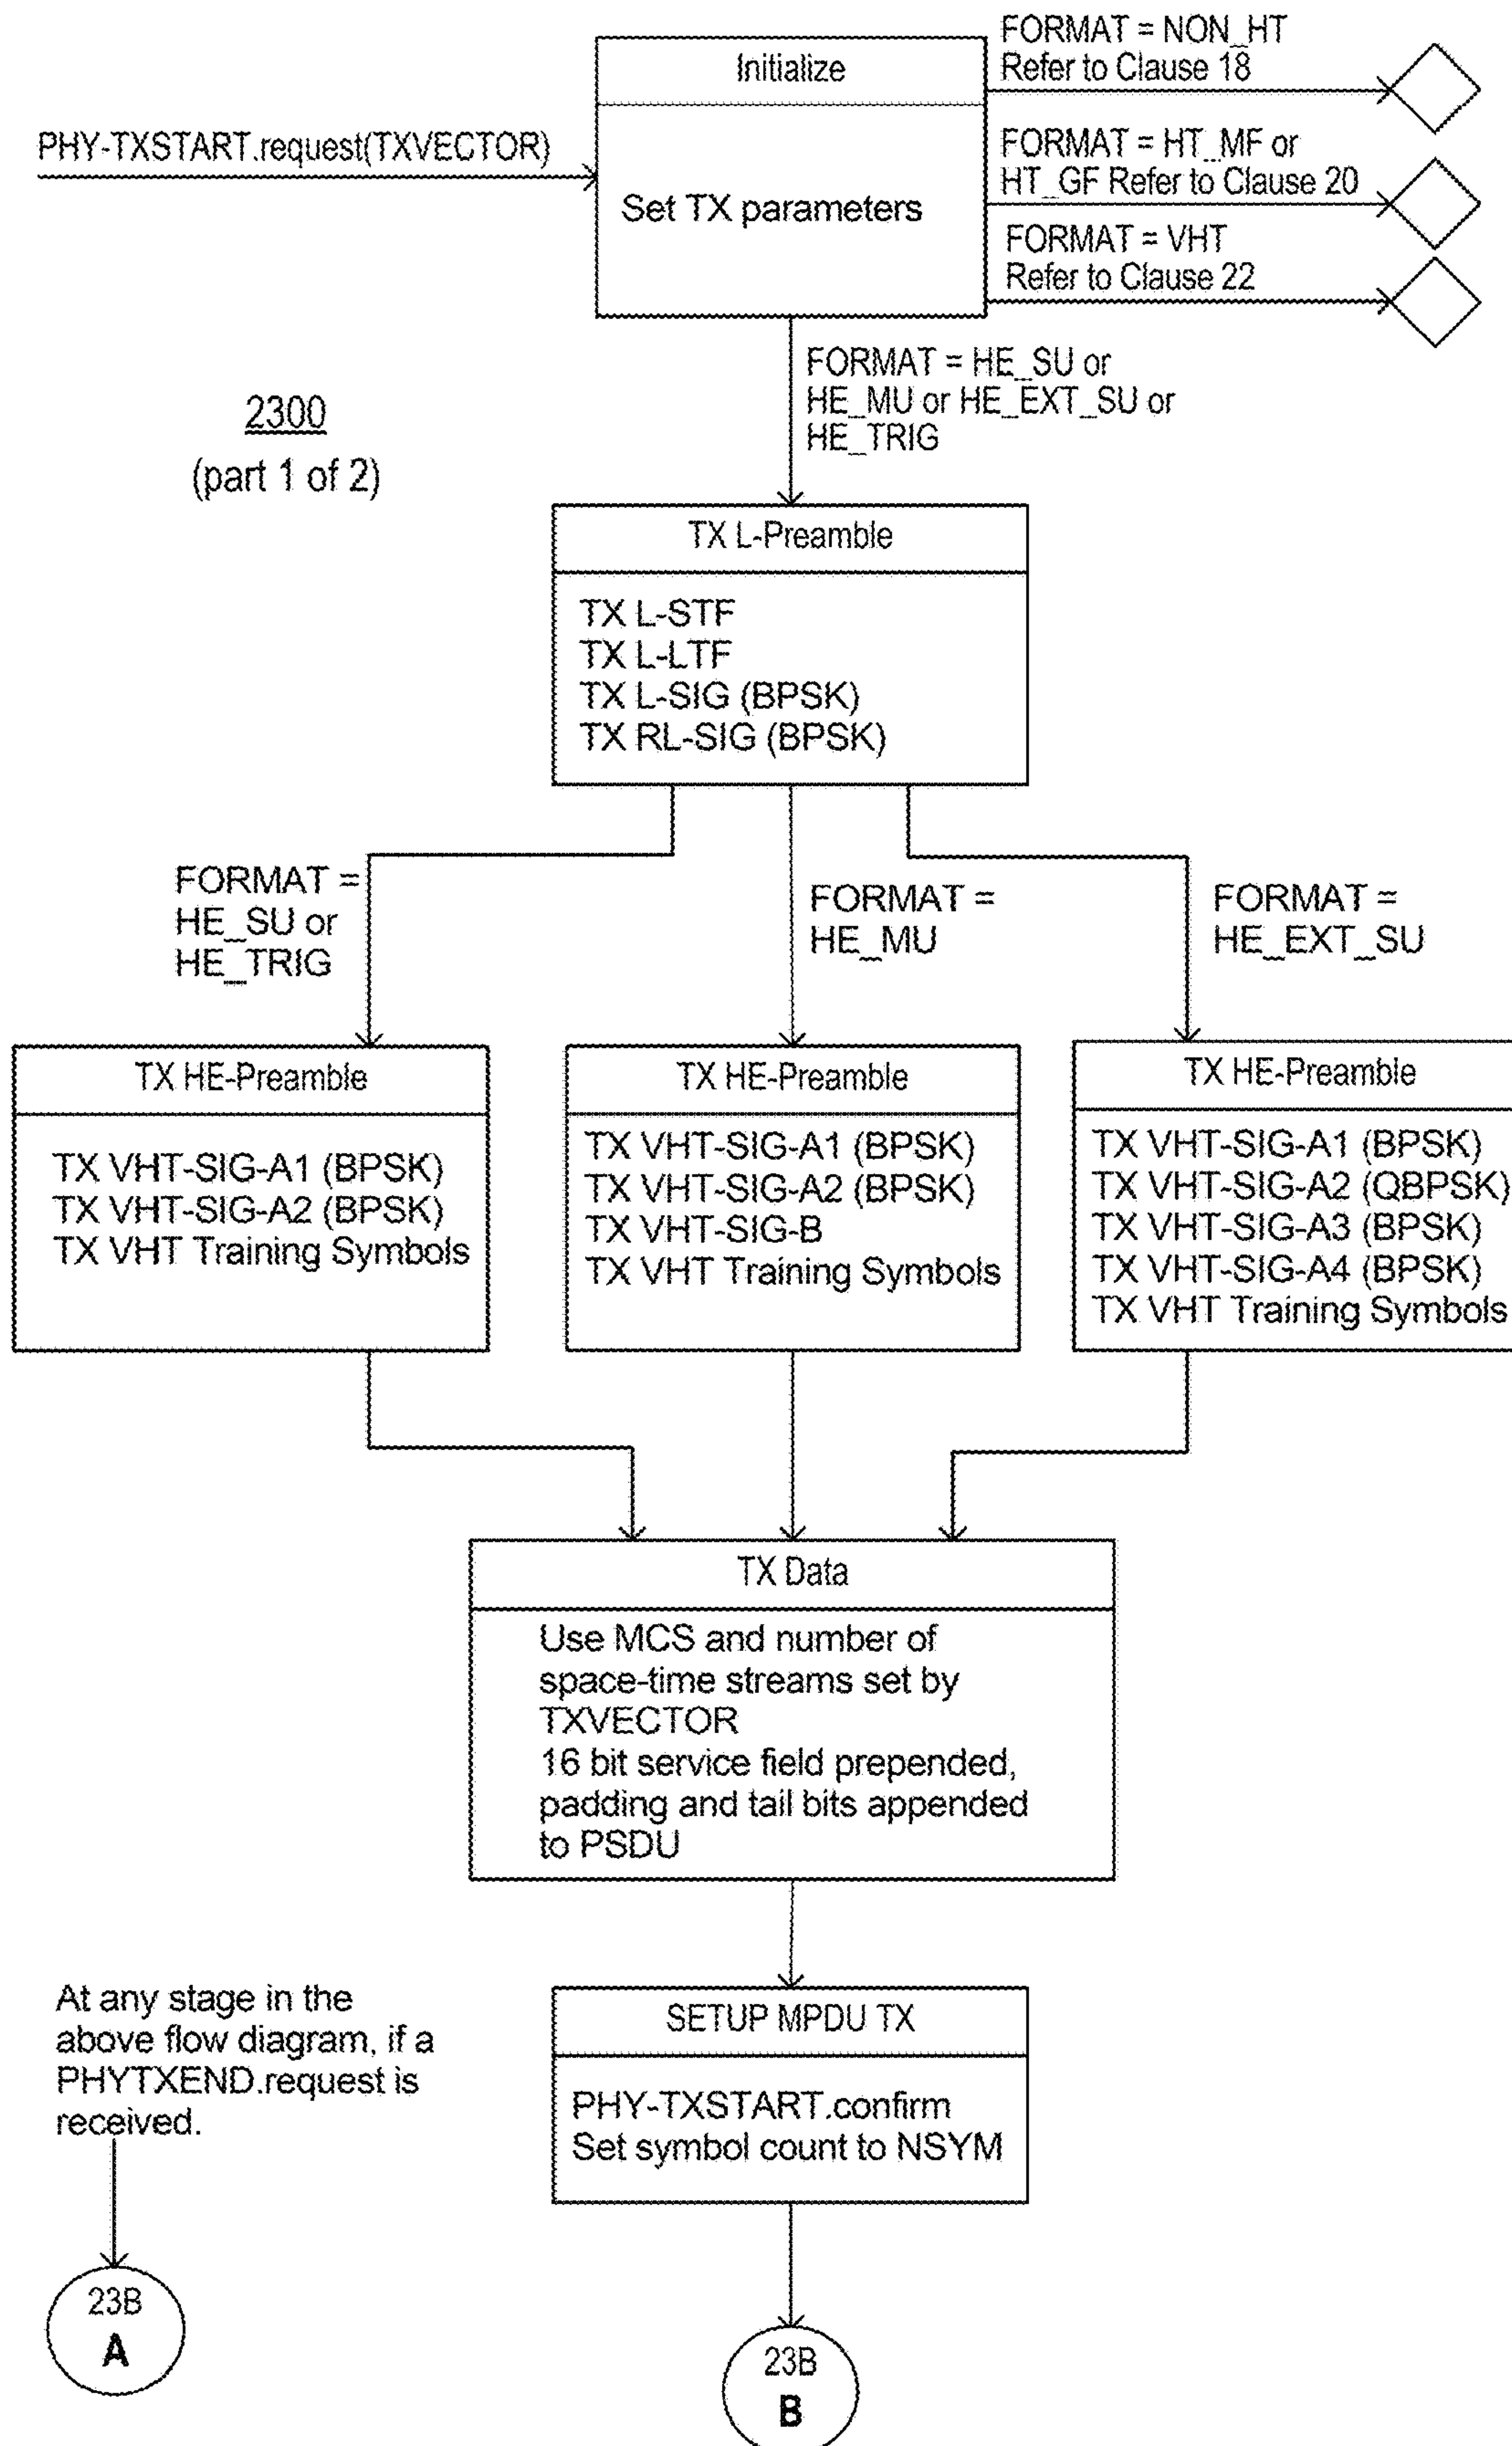 FORMAT = NON_HT
Refer to Clause 18
Initialize
PHY-TXSTART.request(TXVECTOR)
Set TX parameters
FORMAT = HT_MF or
HT_GF Refer to Clause 20
FORMAT = VHT
Refer to Clause 22
FORMAT = HE_SU or
HE_MU or HE_EXT_SU or
HE_TRIG
2300
(part 1 of 2)
TX L-Preamble
TX L-STF
TX L-LTF
TX L-SIG (BPSK)
TX RL-SIG (BPSK)
FORMAT =
HE_SU or
HE_TRIG
FORMAT =
HE_MU
FORMAT =
HE_EXT_SU
TX HE-Preamble
TX VHT-SIG-A1 (BPSK)
TX VHT-SIG-A2 (BPSK)
TX VHT Training Symbols
TX HE-Preamble
TX VHT-SIG-A1 (BPSK)
TX VHT-SIG-A2 (BPSK)
TX VHT-SIG-B
TX VHT Training Symbols
TX HE-Preamble
TX VHT-SIG-A1 (BPSK)
TX VHT-SIG-A2 (QBPSK)
TX VHT-SIG-A3 (BPSK)
TX VHT-SIG-A4 (BPSK)
TX VHT Training Symbols
TX Data
Use MCS and number of
space-time streams set by
TXVECTOR
16 bit service field prepended,
padding and tail bits appended
to PSDU
SETUP MPDU TX
PHY-TXSTART.confirm
Set symbol count to NSYM
At any stage in the
above flow diagram, if a
PHYTXEND.request is
received.
23B
A
23B
B